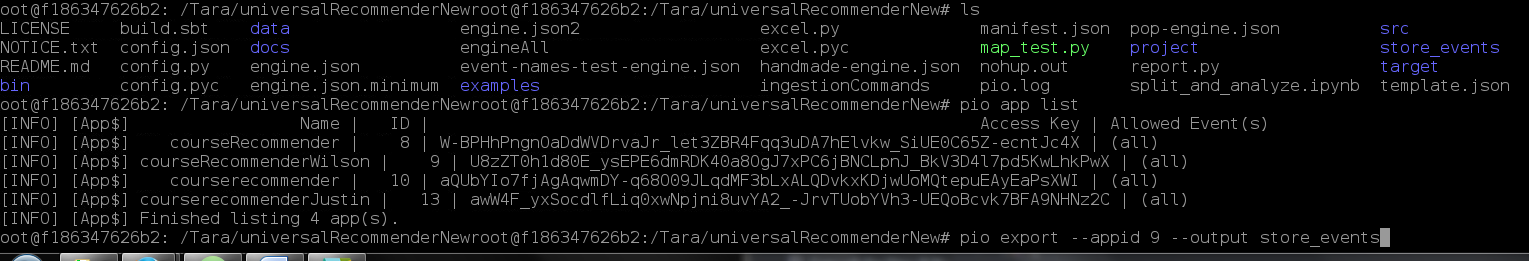 oot@f186347626b2: /Tara/universalRecommenderNewroot@f186347626b2:/Tara/universalRecommenderNew# ls
LICENSE build.sbt data engine.json2 excel.py manifest.json pop-engine.json src
NOTICE.txt config.json docs engineAll excel.pyc map_test.py project store_events
README.md config.py engine.json event-names-test-engine.json handmade-engine.json nohup.out report.py target
bin config.pyc engine.json.minimum examples ingestionCommands pio.log split_and_analyze.ipynb template.json
oot@f186347626b2: /Tara/universalRecommenderNewroot@f186347626b2:/Tara/universalRecommenderNew# pio app list
[INFO] [App$] Name | ID | Access Key | Allowed Event(s)
[INFO] [App$] courseRecommender | 8 | W-BPHhPngnOaDdWVDrvaJr_let3ZBR4Fqq3uDA7hElvkw_SiUE0C65Z-ecntJc4X | (all)
[INFO] [App$] courseRecommenderWilson | 9 | U8zZT0h1d80E_ysEPE6dmRDK40a8OgJ7xPC6jBNCLpnJ_BkV3D4l7pd5KwLhkPwX | (all)
[INFO] [App$] courserecommender | 10 | aQUbYIo7fjAgAqwmDY-q68O09JLqdMF3bLxALQDvkxKDjwUoMQtepuEAyEaPsXWI | (all)
[INFO] [App$] courserecommenderJustin | 13 | awW4F_yxSocdlfLiq0xwNpjni8uvYA2_-JrvTUobYVh3-UEQoBcvk7BFA9NHNz2C | (all)
[INFO] [App$] Finished listing 4 app(s).
oot@f186347626b2: /Tara/universalRecommenderNewroot@f186347626b2:/Tara/universalRecommenderNew# pio export --appid 9 --output store_events